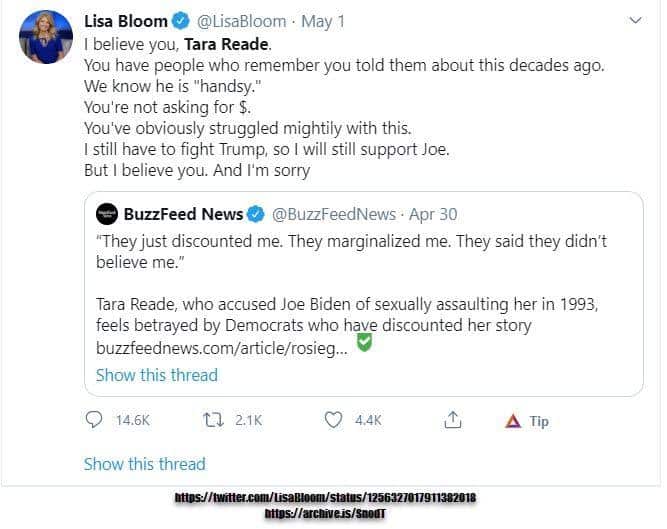 Lisa Bloom @LisaBloom · May 1
I believe you, Tara Reade.
You have people who remember you told them about this decades ago.
We know he is "handsy."
You're not asking for $.
You've obviously struggled mightily with this.
I still have to fight Trump, so I will still support Joe.
But I believe you. And I'm sorry
BuzzFeed News @BuzzFeedNews · Apr 30
“They just discounted me. They marginalized me. They said they didn’t
believe me.”
Tara Reade, who accused Joe Biden of sexually assaulting her in 1993,
feels betrayed by Democrats who have discounted her story
buzzfeednews.com/article/rosieg...
Show this thread
14.6K 2.1K 4.4K Tip
Show this thread
https://twitter.com/LisaBloom/status/1256327017911382018
https://archive.is/SnodT